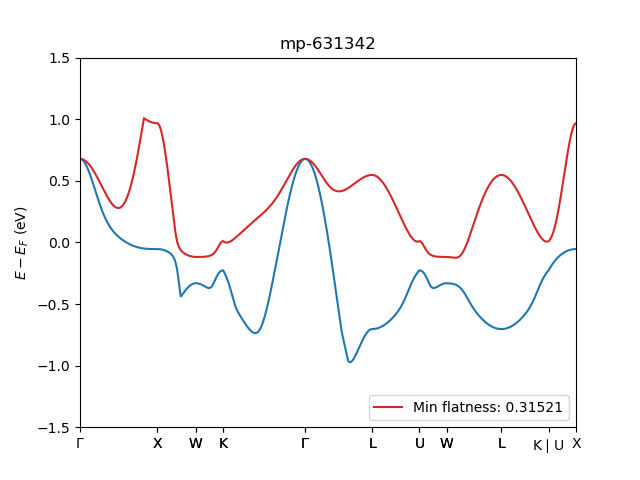 mp-631342
E − E_F (eV)
1.5
1.0
0.5
0.0
−0.5
−1.0
−1.5
Min flatness: 0.31521
Γ X W K Γ L U W L K | U X